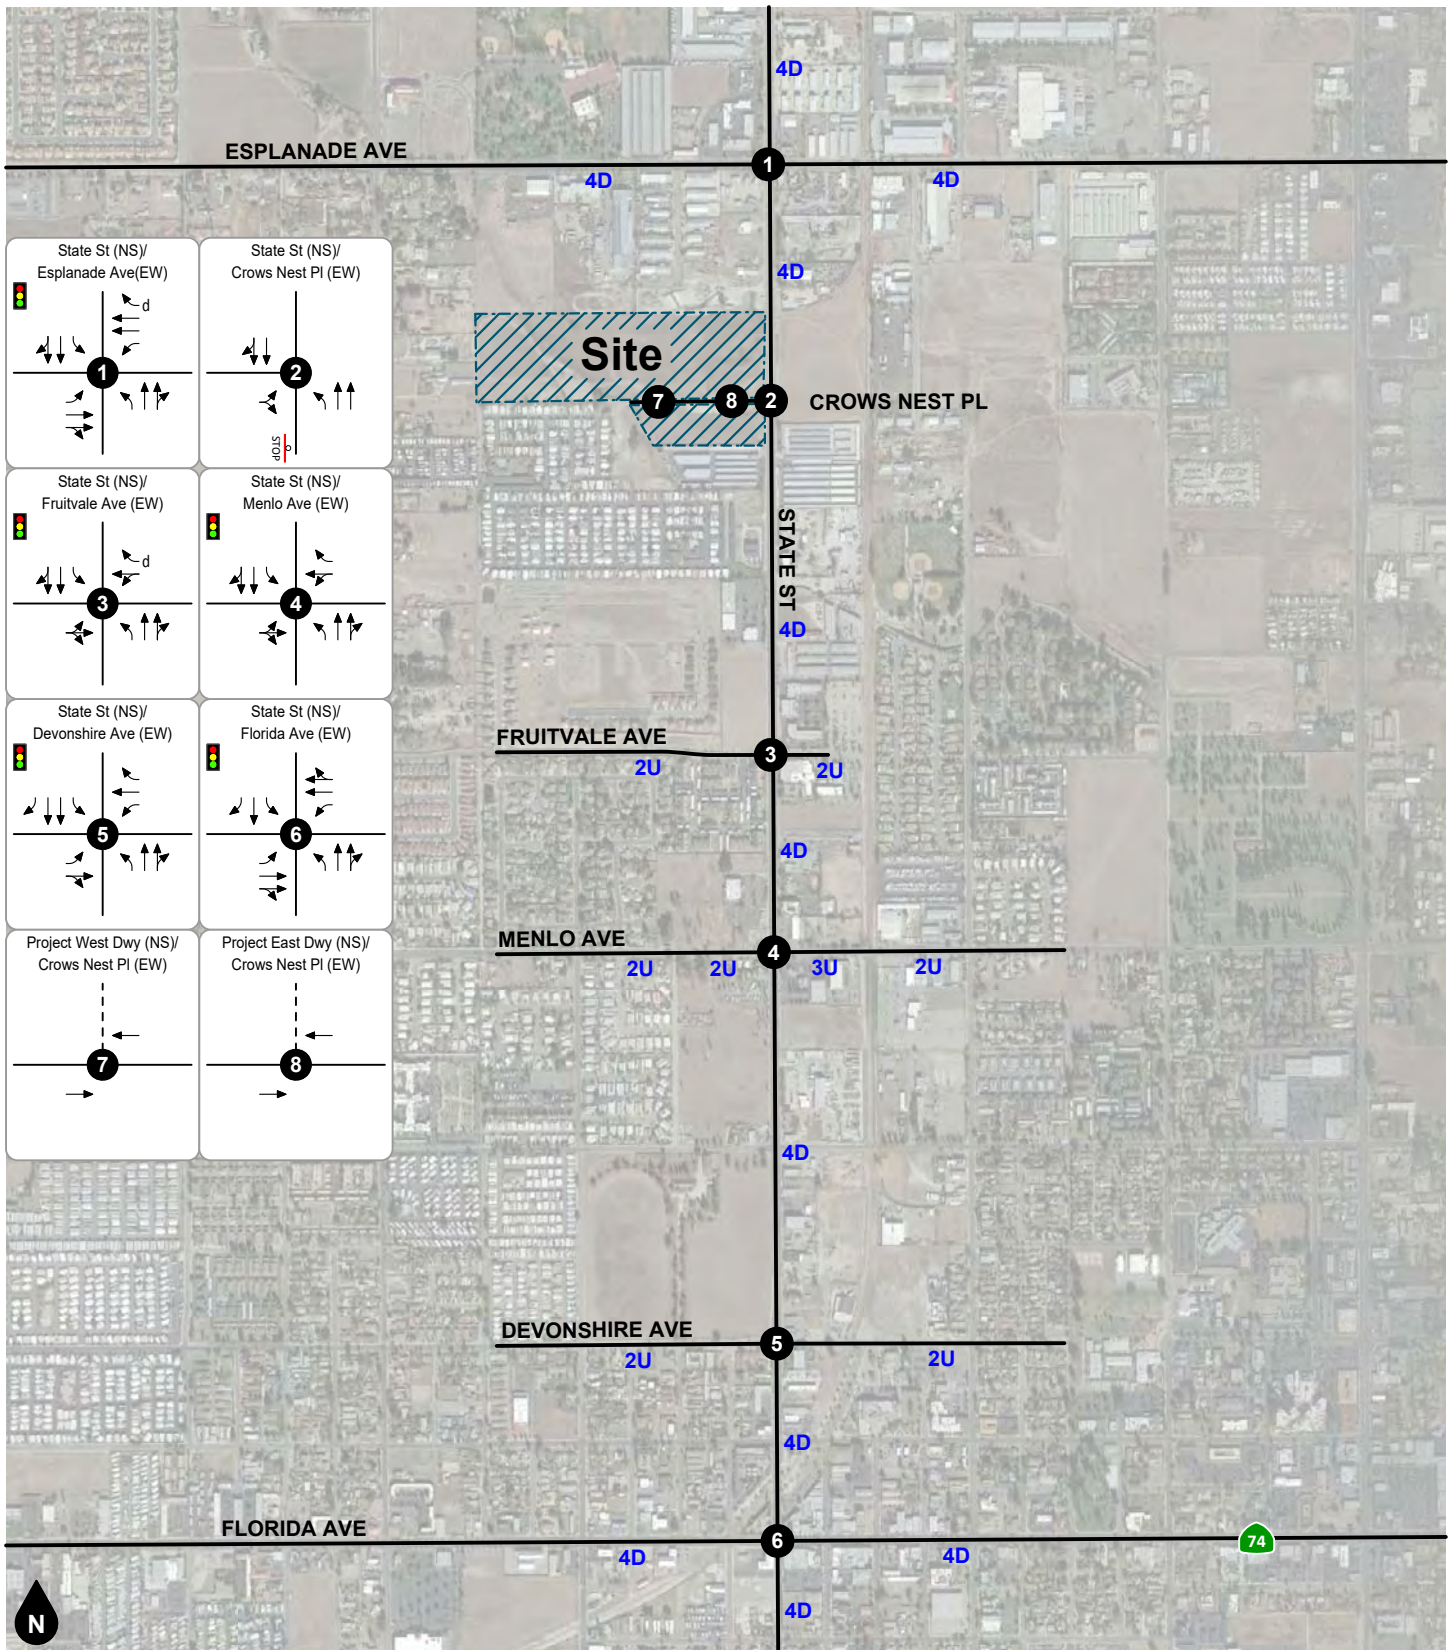 4D
ESPLANADE AVE
1
4D
4D
4D
State St (NS)/
Esplanade Ave(EW)
d
1
State St (NS)/
Crows Nest Pl (EW)
2
STOP
State St (NS)/
Fruitvale Ave (EW)
d
3
State St (NS)/
Menlo Ave (EW)
4
State St (NS)/
Devonshire Ave (EW)
5
State St (NS)/
Florida Ave (EW)
6
Project West Dwy (NS)/
Crows Nest Pl (EW)
7
Project East Dwy (NS)/
Crows Nest Pl (EW)
8
Site
7
8
2
CROWS NEST PL
STATE ST
4D
FRUITVALE AVE
3
2U
2U
4D
MENLO AVE
4
2U
2U
3U
2U
4D
DEVONSHIRE AVE
5
2U
2U
4D
FLORIDA AVE
6
74
4D
4D
4D
N